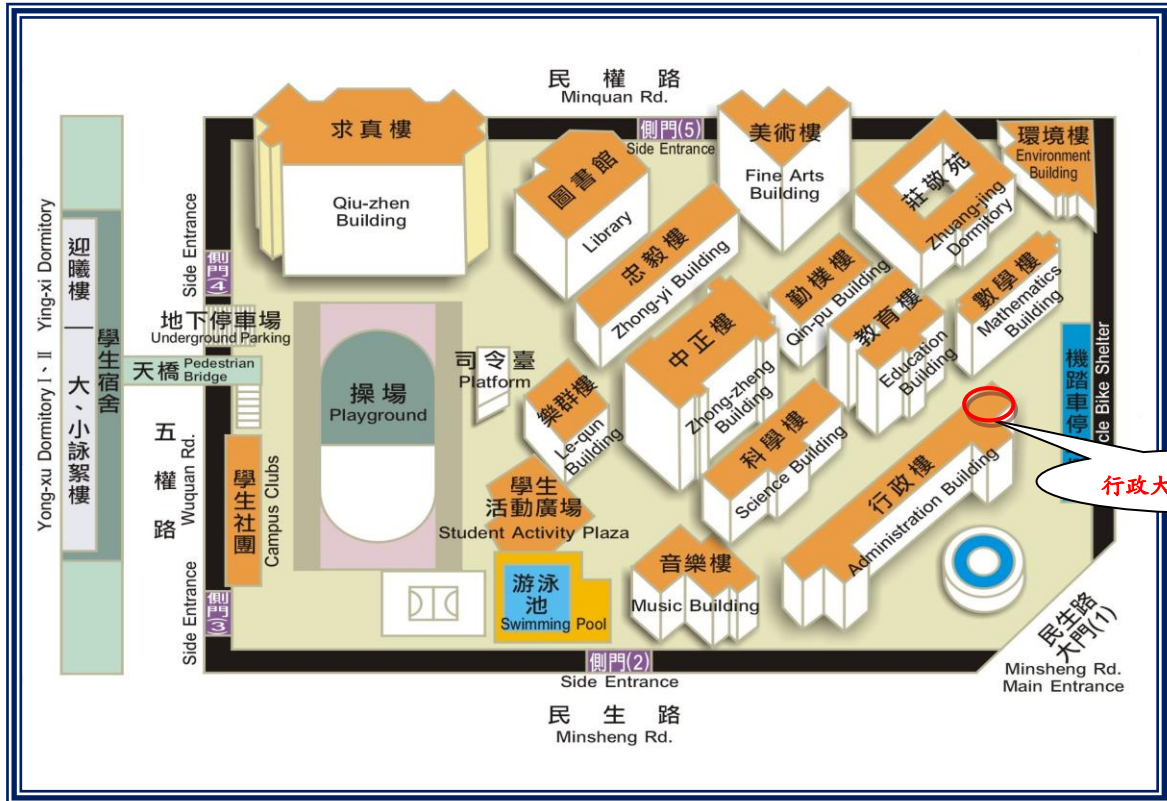 民權路
Minquan Rd.
求真樓
Qiu-zhen
Building
圖書館
Library
側門(5)
Side Entrance
美術樓
Fine Arts
Building
莊敬苑
Zhuang-jing
Dormitory
環境樓
Environment
Building
忠毅樓
Zhong-yi Building
勤樸樓
Qin-pu Building
教育樓
Education
Building
數學樓
Mathematics
Building
中正樓
Zhong-zheng
Building
Side Entrance
側門(4)
地下停車場
Underground Parking
天橋
Pedestrian
Bridge
學生宿舍
迎曦樓
大、小詠絮樓
Ying-xi Dormitory
Yong-xu Dormitory I、II
五權路
Wuquan Rd.
學生社團
Campus Clubs
Side Entrance
側門(3)
操場
Playground
司令臺
Platform
樂群樓
Le-qun
Building
學生
活動廣場
Student Activity Plaza
游泳
池
Swimming Pool
科學樓
Science Building
音樂樓
Music Building
行政樓
Administration Building
機踏車停
cle Bike Shelter
行政大
側門(2)
Side Entrance
民生路
Minsheng Rd.
民生路
大門(1)
Minsheng Rd.
Main Entrance